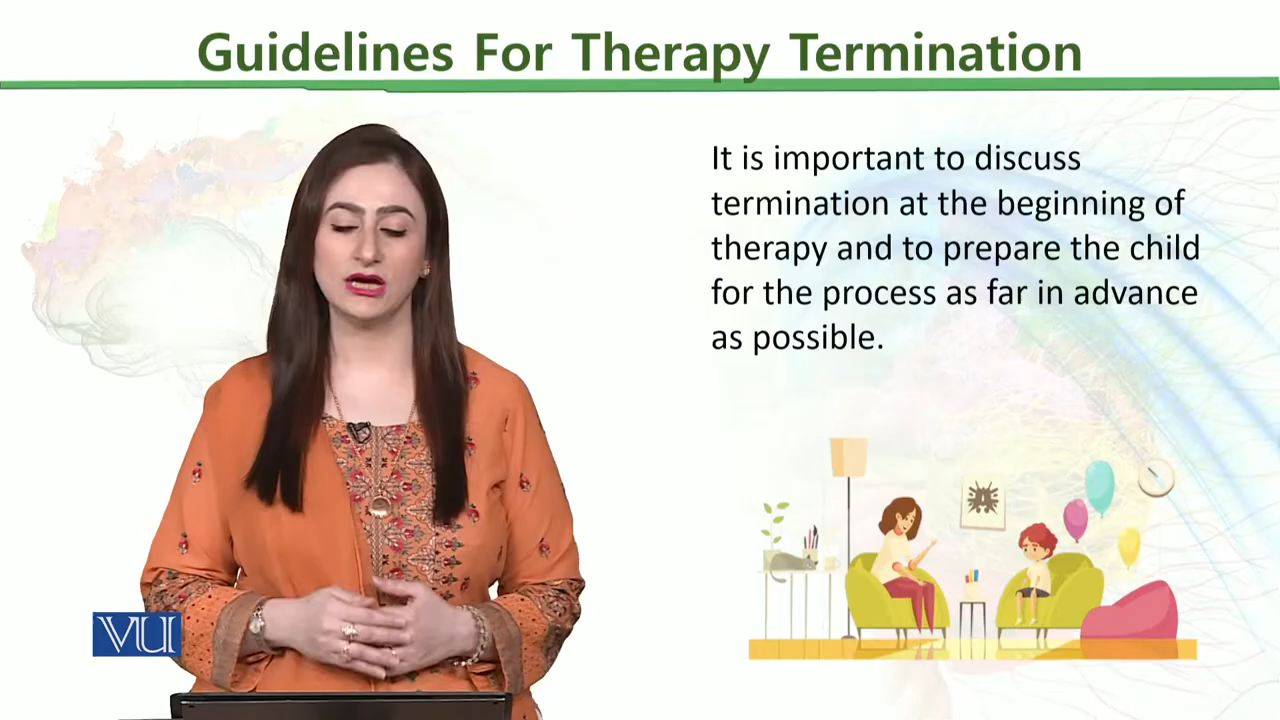 Guidelines For Therapy Termination
It is important to discuss
termination at the beginning of
therapy and to prepare the child
for the process as far in advance
as possible.
VU